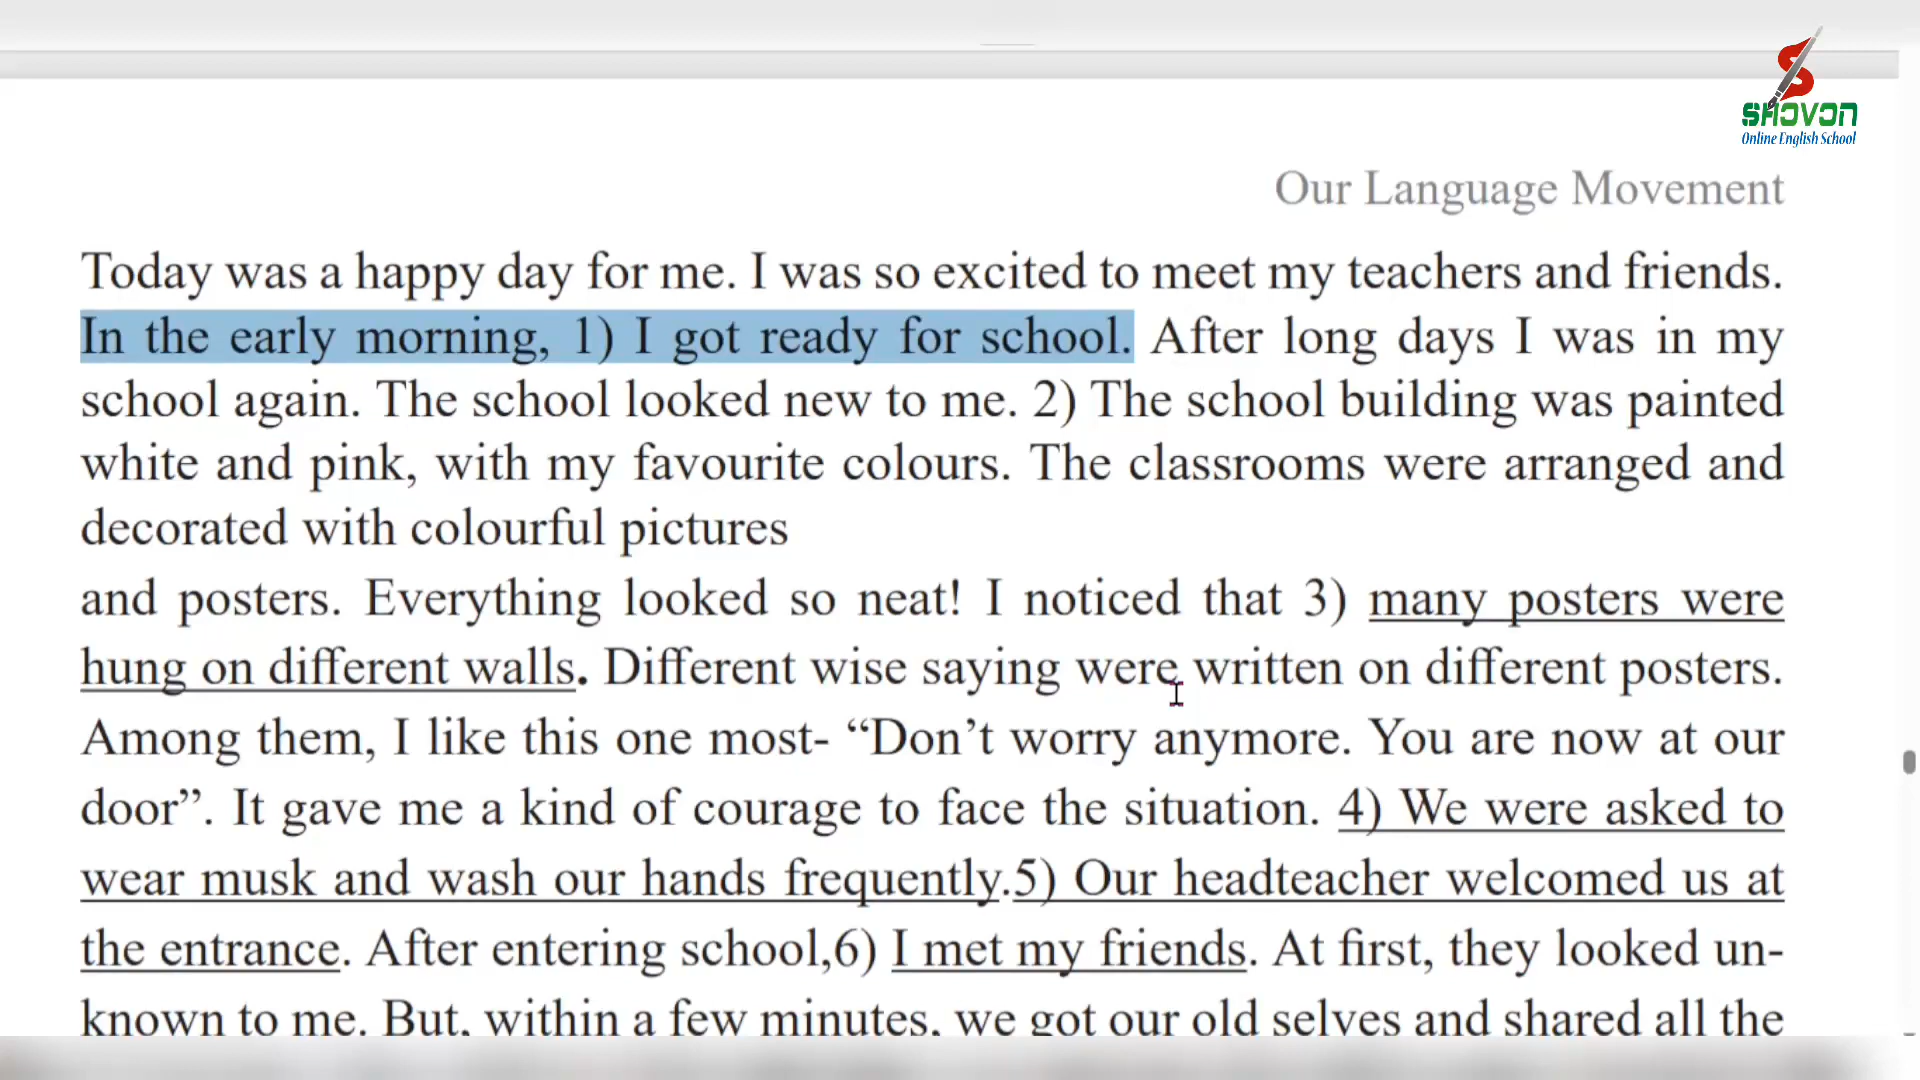 SHOVON
Online English School
Our Language Movement
Today was a happy day for me. I was so excited to meet my teachers and friends.
In the early morning, 1) I got ready for school. After long days I was in my
school again. The school looked new to me. 2) The school building was painted
white and pink, with my favourite colours. The classrooms were arranged and
decorated with colourful pictures
and posters. Everything looked so neat! I noticed that 3) many posters were
hung on different walls. Different wise saying were written on different posters.
Among them, I like this one most- “Don’t worry anymore. You are now at our
door”. It gave me a kind of courage to face the situation. 4) We were asked to
wear musk and wash our hands frequently.5) Our headteacher welcomed us at
the entrance. After entering school,6) I met my friends. At first, they looked un-
known to me. But, within a few minutes, we got our old selves and shared all the